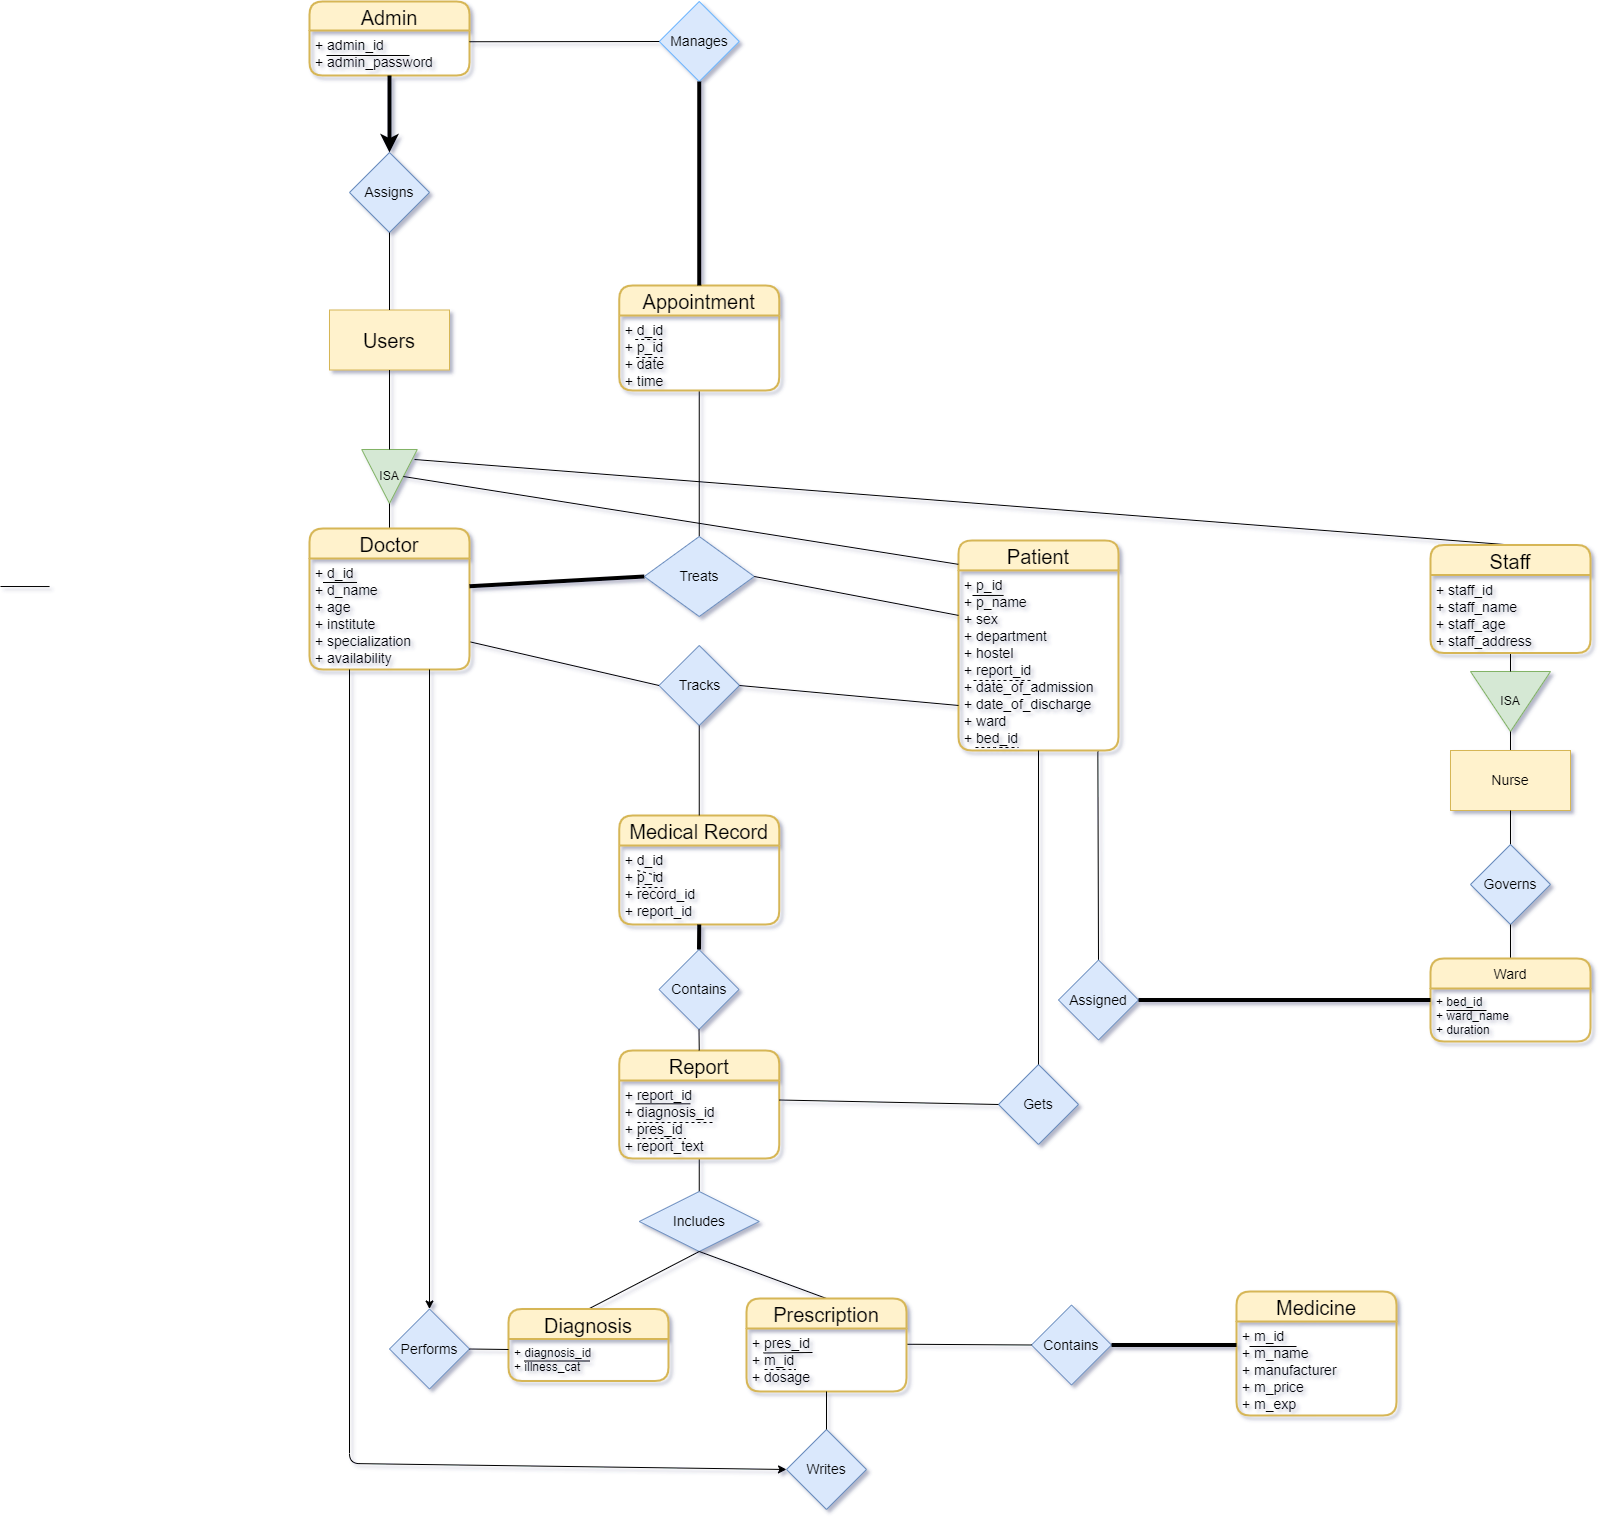 Admin
+ admin_id
+ admin_password
Manages
Assigns
Users
Appointment
+ d_id
+ p_id
+ date
+ time
ISA
Doctor
+ d_id
+ d_name
+ age
+ institute
+ specialization
+ availability
Treats
Patient
+ p_id
+ p_name
+ sex
+ department
+ hostel
+ report_id
+ date_of_admission
+ date_of_discharge
+ ward
+ bed_id
Staff
+ staff_id
+ staff_name
+ staff_age
+ staff_address
Tracks
ISA
Nurse
Medical Record
+ d_id
+ p_id
+ record_id
+ report_id
Governs
Contains
Assigned
Ward
+ bed_id
+ ward_name
+ duration
Report
+ report_id
+ diagnosis_id
+ pres_id
+ report_text
Gets
Includes
Performs
Diagnosis
+ diagnosis_id
+ illness_cat
Prescription
+ pres_id
+ m_id
+ dosage
Contains
Medicine
+ m_id
+ m_name
+ manufacturer
+ m_price
+ m_exp
Writes